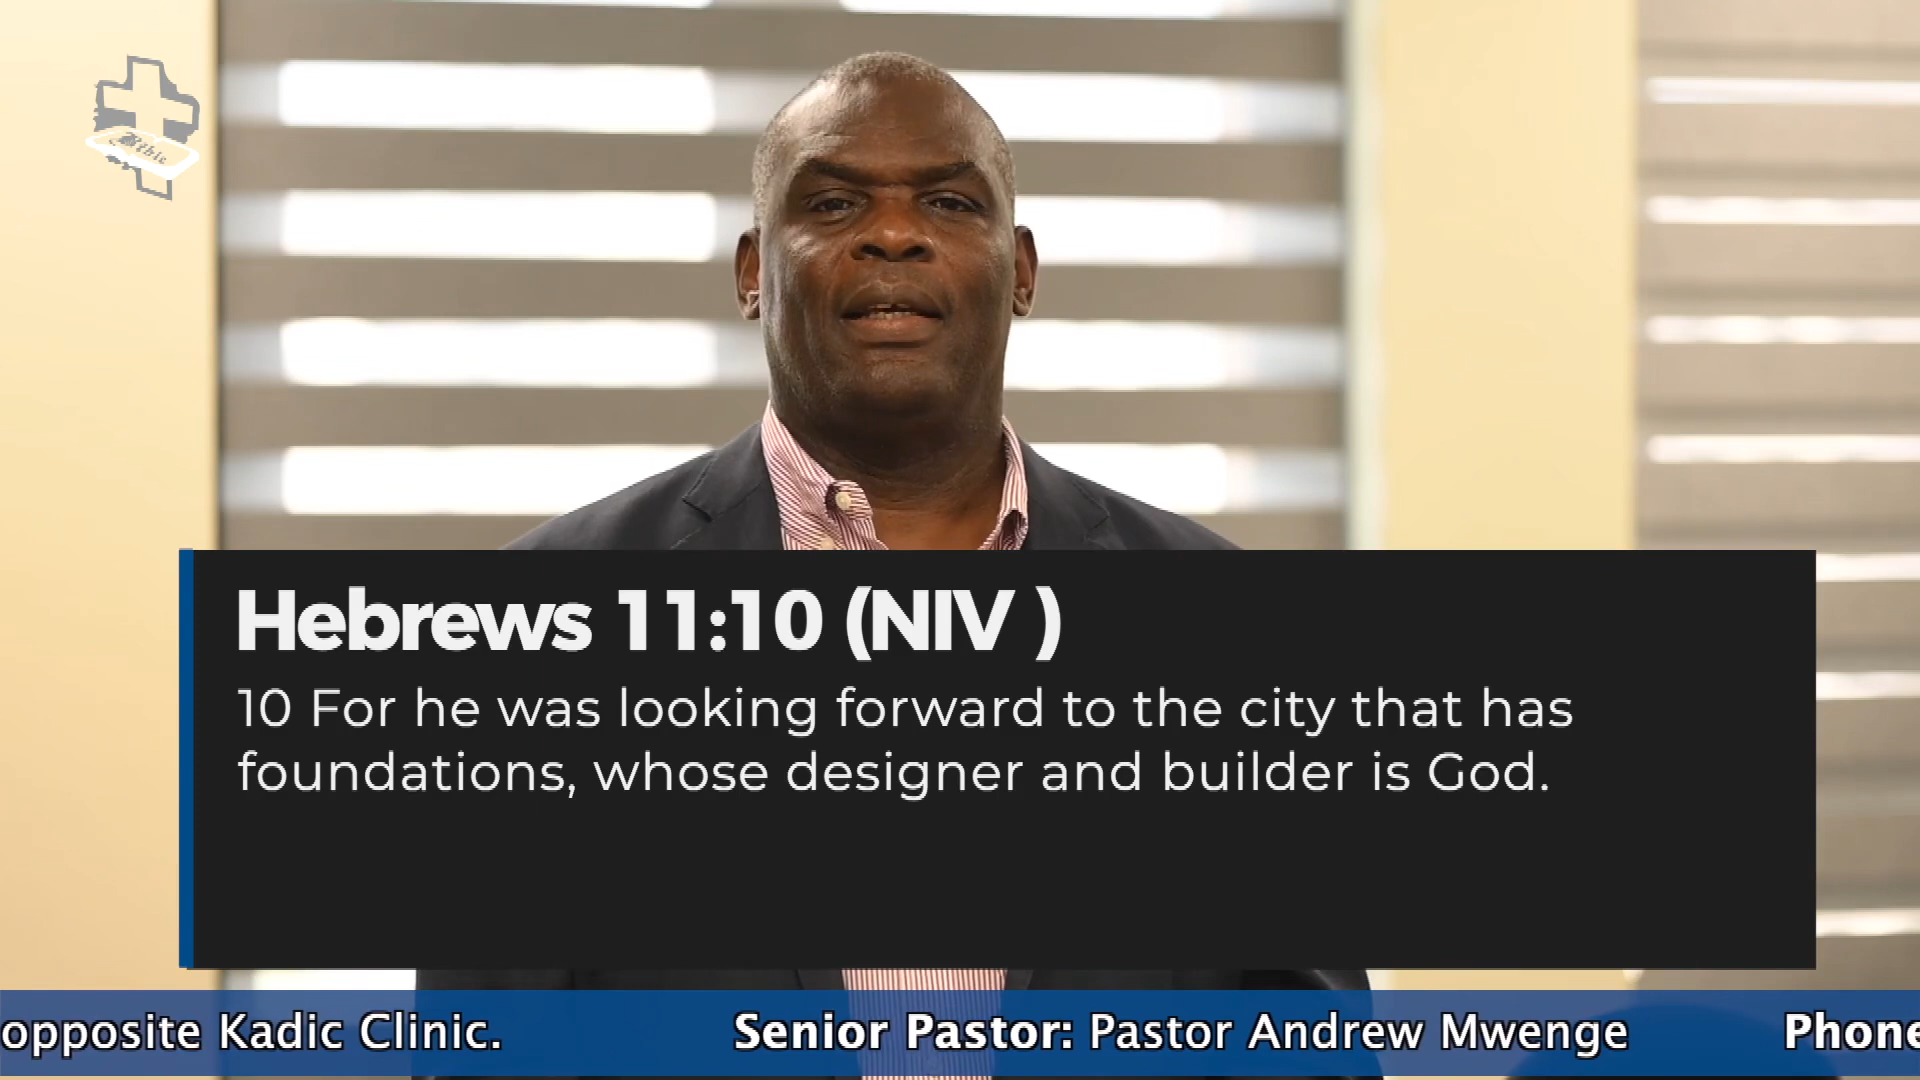 Bible
Hebrews 11:10 (NIV )
10 For he was looking forward to the city that has
foundations, whose designer and builder is God.
opposite Kadic Clinic. Senior Pastor: Pastor Andrew Mwenge Phone